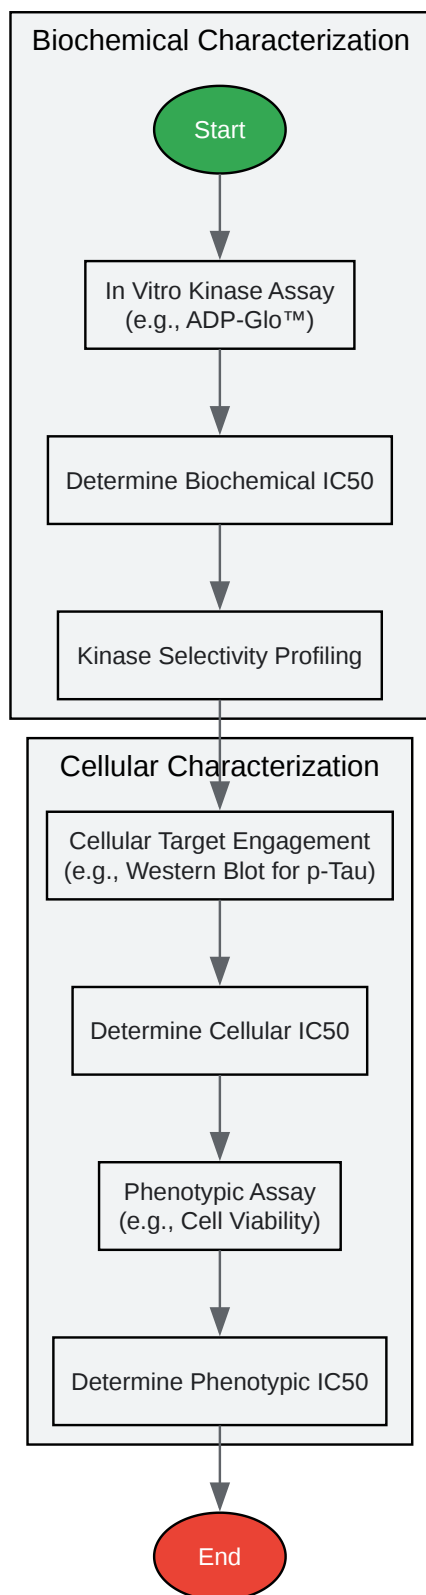 Biochemical Characterization
Start
In Vitro Kinase Assay
(e.g., ADP-Glo™)
Determine Biochemical IC50
Kinase Selectivity Profiling
Cellular Characterization
Cellular Target Engagement
(e.g., Western Blot for p-Tau)
Determine Cellular IC50
Phenotypic Assay
(e.g., Cell Viability)
Determine Phenotypic IC50
End